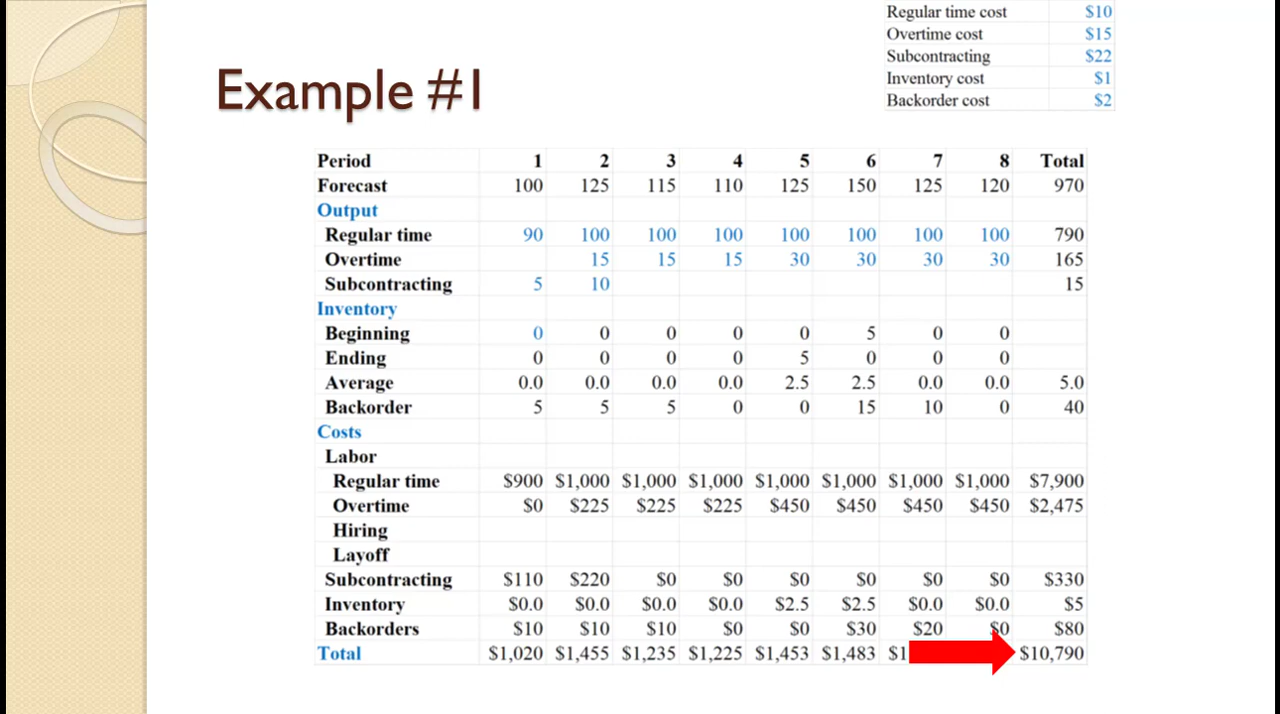 Regular time cost $10
Overtime cost $15
Subcontracting $22
Inventory cost $1
Backorder cost $2
Example #1
Period 1 2 3 4 5 6 7 8 Total
Forecast 100 125 115 110 125 150 125 120 970
Output
Regular time 90 100 100 100 100 100 100 100 790
Overtime 15 15 15 30 30 30 30 165
Subcontracting 5 10 15
Inventory
Beginning 0 0 0 0 0 5 0 0
Ending 0 0 0 0 5 0 0 0
Average 0.0 0.0 0.0 0.0 2.5 2.5 0.0 0.0 5.0
Backorder 5 5 5 0 0 15 10 0 40
Costs
Labor
Regular time $900 $1,000 $1,000 $1,000 $1,000 $1,000 $1,000 $1,000 $7,900
Overtime $0 $225 $225 $225 $450 $450 $450 $450 $2,475
Hiring
Layoff
Subcontracting $110 $220 $0 $0 $0 $0 $0 $0 $330
Inventory $0.0 $0.0 $0.0 $0.0 $2.5 $2.5 $0.0 $0.0 $5
Backorders $10 $10 $10 $0 $0 $30 $20 $0 $80
Total $1,020 $1,455 $1,235 $1,225 $1,453 $1,483 $10,790